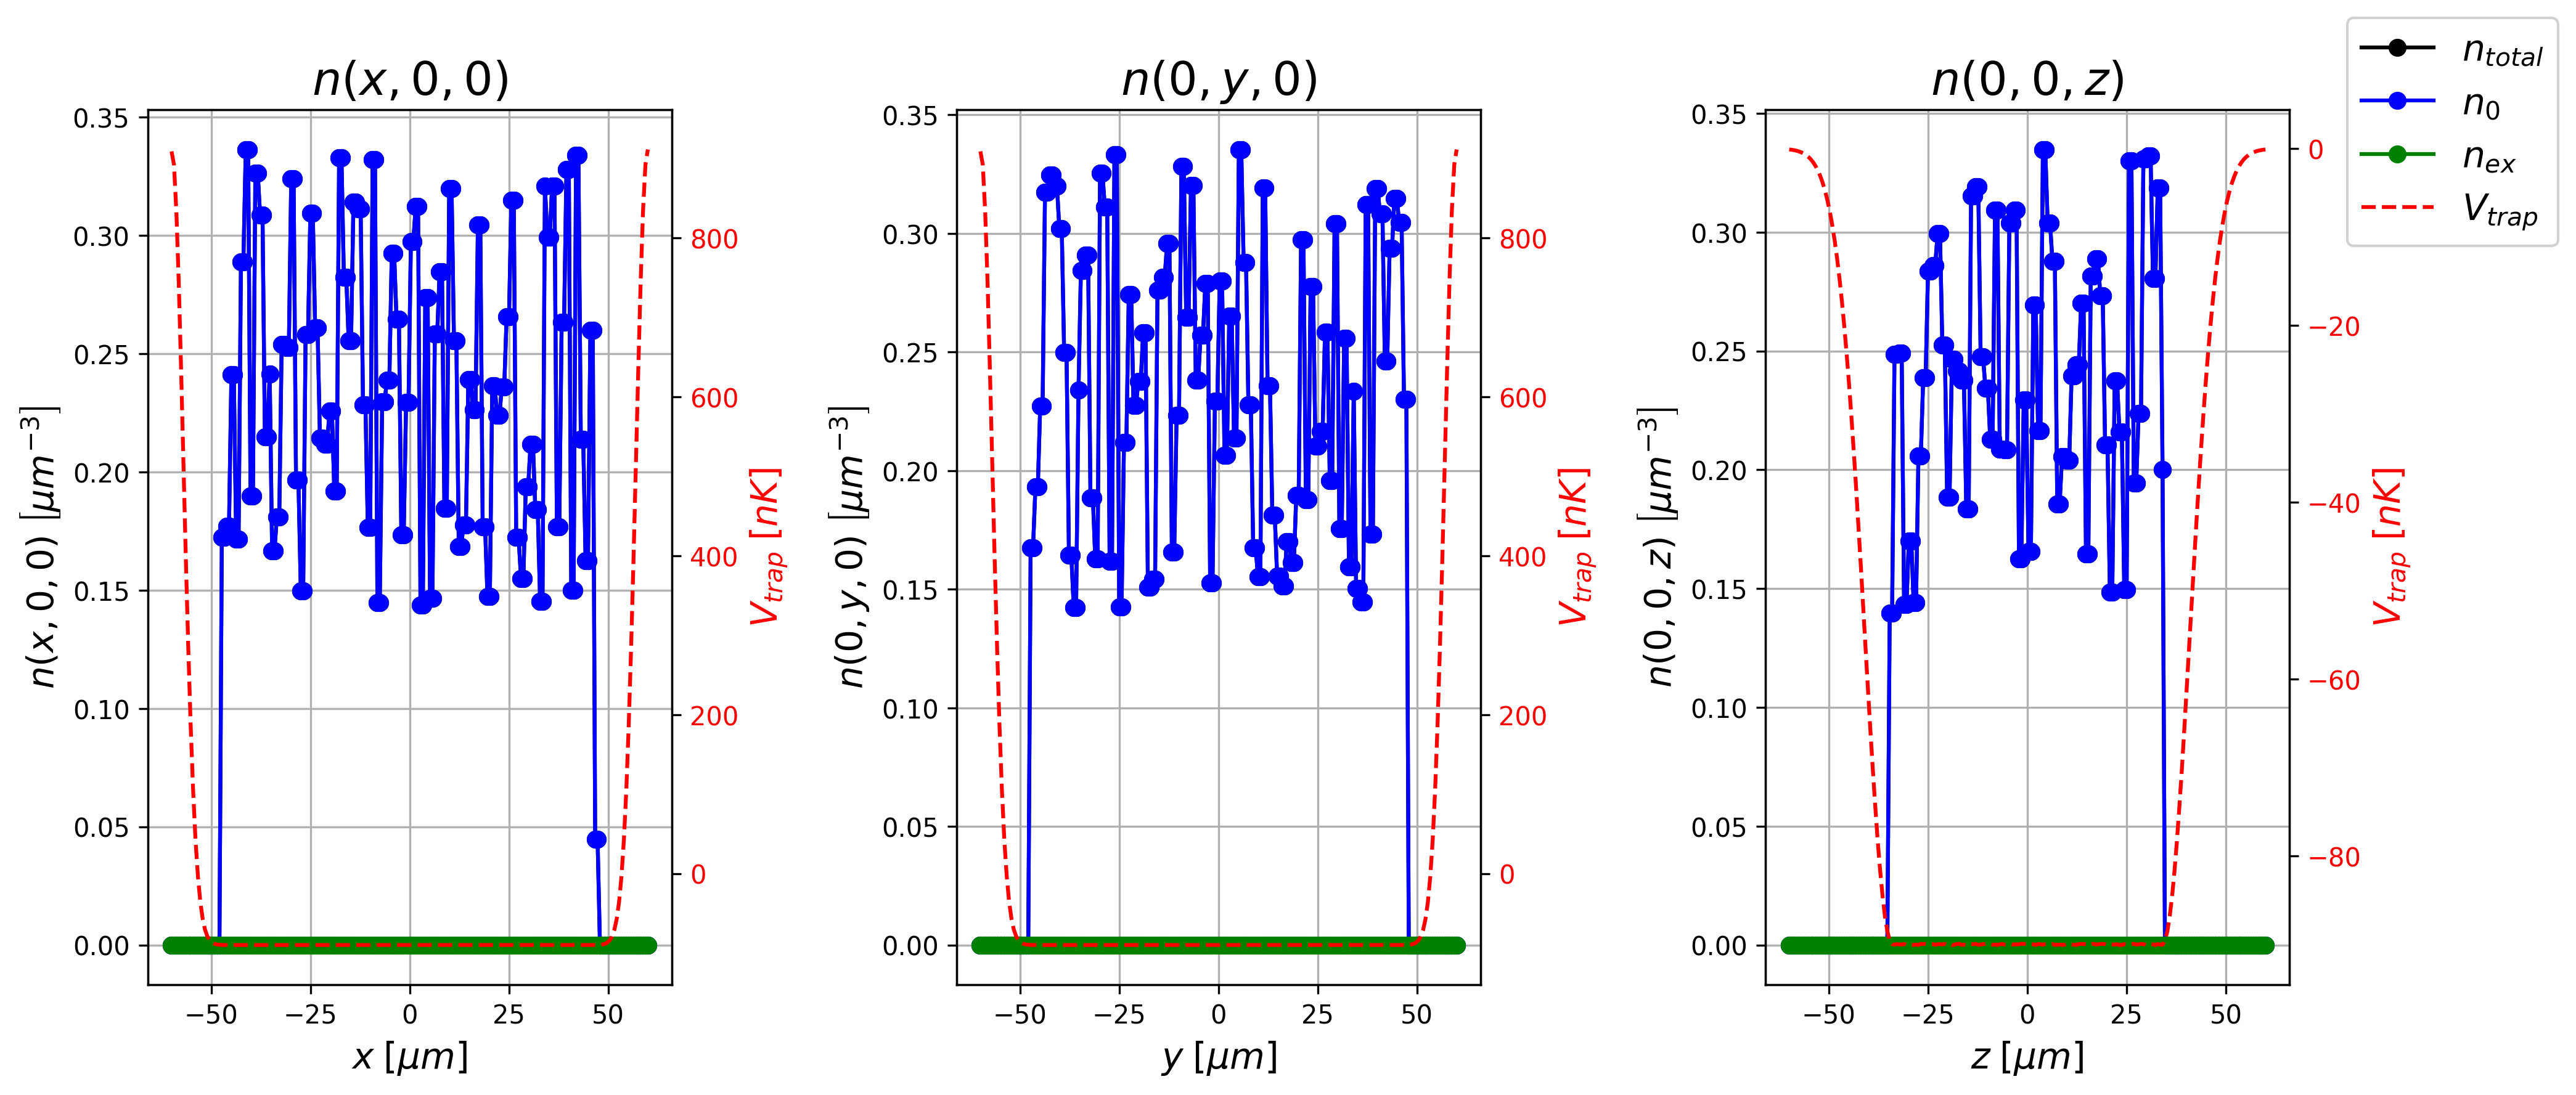 n(x, 0, 0)
n(x, 0, 0) [μm⁻³]
0.35
0.30
0.25
0.20
0.15
0.10
0.05
0.00
−50 −25 0 25 50
x [μm]
800
600
400
200
0
V_trap [nK]
n(0, y, 0)
n(0, y, 0) [μm⁻³]
0.35
0.30
0.25
0.20
0.15
0.10
0.05
0.00
−50 −25 0 25 50
y [μm]
800
600
400
200
0
V_trap [nK]
n(0, 0, z)
n(0, 0, z) [μm⁻³]
0.35
0.30
0.25
0.20
0.15
0.10
0.05
0.00
−50 −25 0 25 50
z [μm]
0
−20
−40
−60
−80
V_trap [nK]
n_total
n_0
n_ex
V_trap